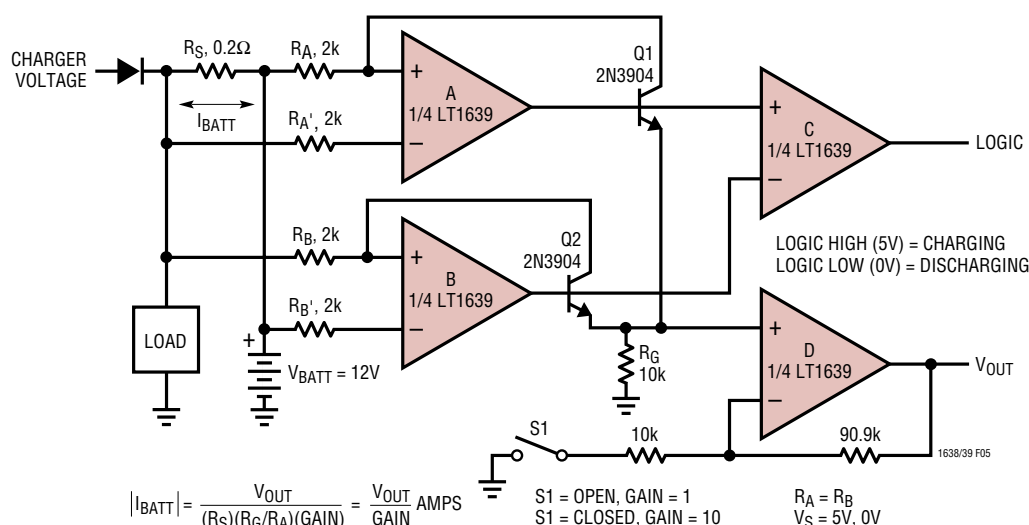 CHARGER
VOLTAGE
RS, 0.2Ω
IBATT
RA, 2k
RA', 2k
+
−
A
1/4 LT1639
Q1
2N3904
+
−
C
1/4 LT1639
LOGIC
LOGIC HIGH (5V) = CHARGING
LOGIC LOW (0V) = DISCHARGING
RB, 2k
RB', 2k
+
−
B
1/4 LT1639
Q2
2N3904
LOAD
+
VBATT = 12V
RG
10k
+
−
D
1/4 LT1639
VOUT
S1
10k
90.9k
1638/39 F05
|IBATT| = VOUT / (RS)(RG/RA)(GAIN) = VOUT / GAIN AMPS
S1 = OPEN, GAIN = 1
S1 = CLOSED, GAIN = 10
RA = RB
VS = 5V, 0V